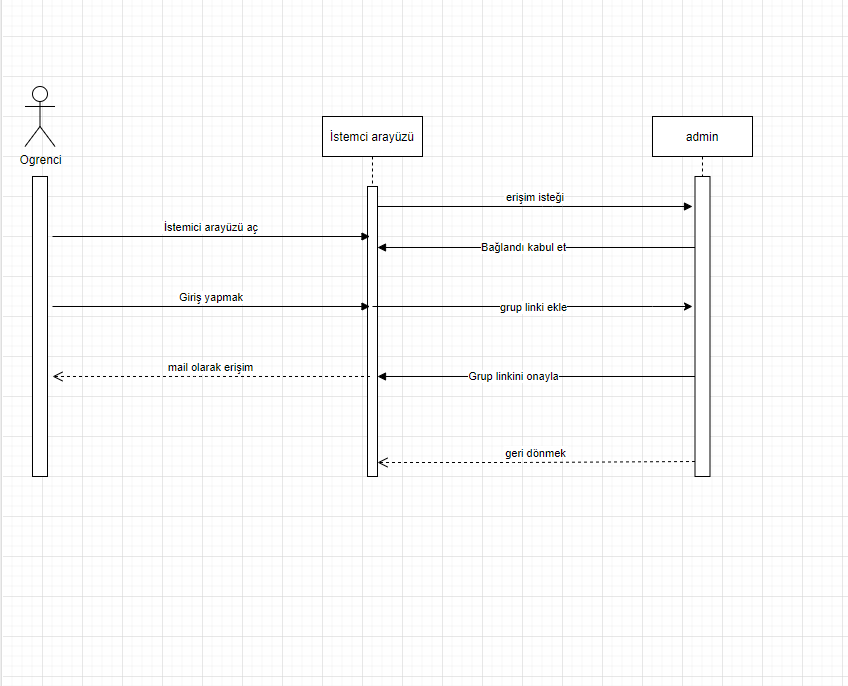 İstemci arayüzü
admin
Ogrenci
erişim isteği
İstemici arayüzü aç
Bağlandı kabul et
Giriş yapmak
grup linki ekle
mail olarak erişim
Grup linkini onayla
geri dönmek